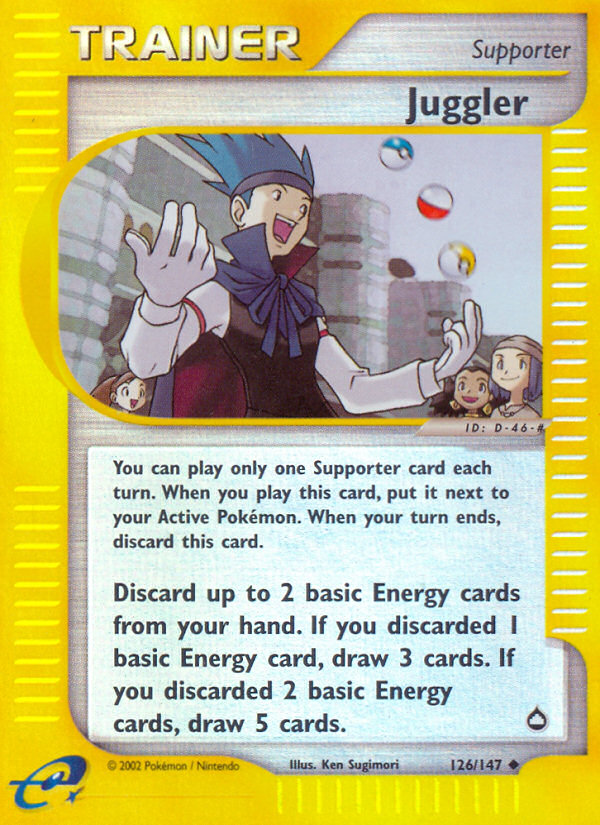 TRAINER
Supporter
Juggler
ID: D-46-#
You can play only one Supporter card each
turn. When you play this card, put it next to
your Active Pokémon. When your turn ends,
discard this card.
Discard up to 2 basic Energy cards
from your hand. If you discarded 1
basic Energy card, draw 3 cards. If
you discarded 2 basic Energy
cards, draw 5 cards.
© 2002 Pokémon / Nintendo
Illus. Ken Sugimori
126/147 ◆
e